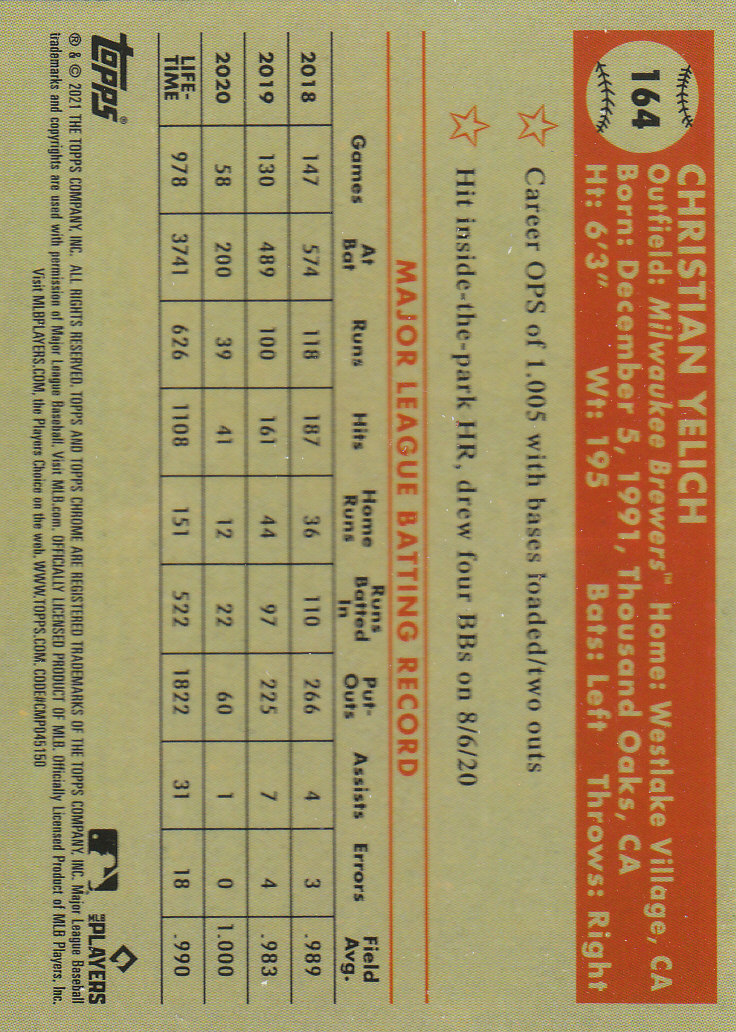 164
CHRISTIAN YELICH
Outfield: Milwaukee Brewers™ Home: Westlake Village, CA
Born: December 5, 1991, Thousand Oaks, CA
Ht: 6'3" Wt: 195 Bats: Left Throws: Right
Career OPS of 1.005 with bases loaded/two outs
Hit inside-the-park HR, drew four BBs on 8/6/20
MAJOR LEAGUE BATTING RECORD
Games At Bat Runs Hits Home Runs Runs Batted In Put-Outs Assists Errors Field Avg.
2018 147 574 118 187 36 110 266 4 3 .989
2019 130 489 100 161 44 97 225 7 4 .983
2020 58 200 39 41 12 22 60 1 0 1.000
LIFE-TIME 978 3741 626 1108 151 522 1822 31 18 .990
topps®
MLB PLAYERS
® & © 2021 THE TOPPS COMPANY, INC. ALL RIGHTS RESERVED. TOPPS AND TOPPS CHROME ARE REGISTERED TRADEMARKS OF THE TOPPS COMPANY, INC. Major League Baseball
trademarks and copyrights are used with permission of Major League Baseball. Visit MLB.com. OFFICIALLY LICENSED PRODUCT OF MLB. Officially Licensed Product of MLB Players, Inc.
Visit MLBPLAYERS.COM, the Players Choice on the web. WWW.TOPPS.COM. CODE#CMP045150